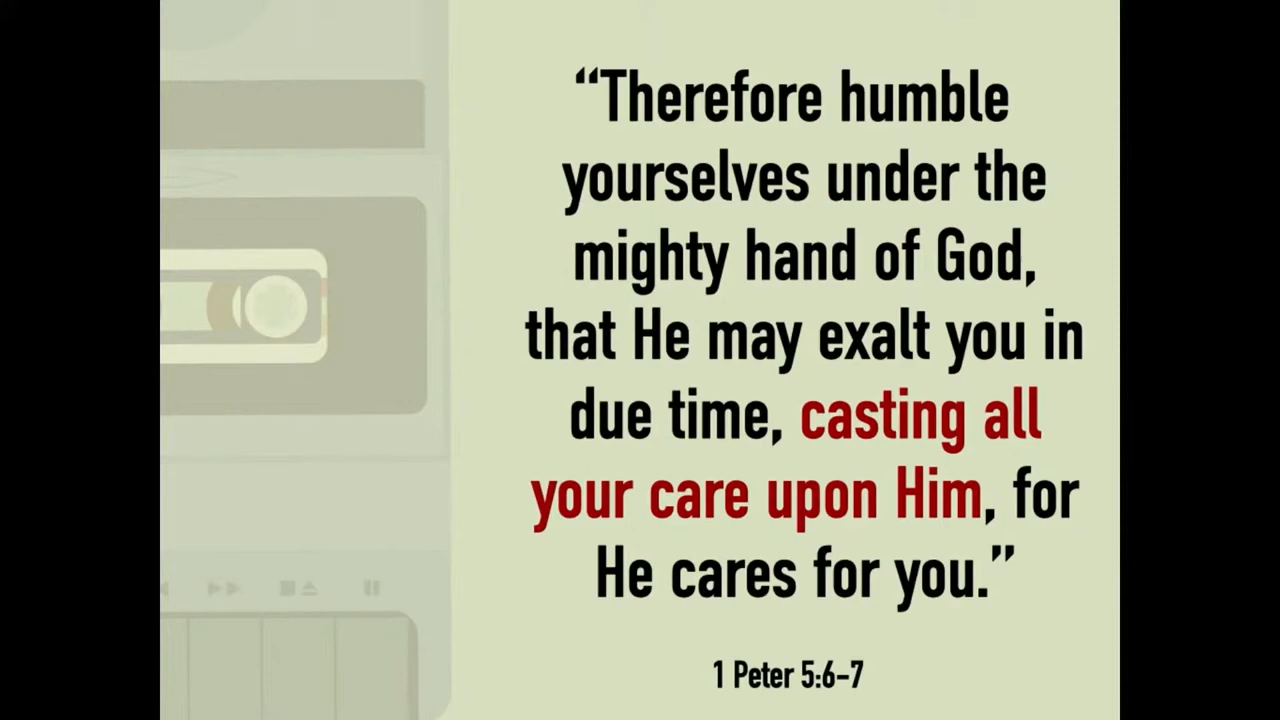 “Therefore humble
yourselves under the
mighty hand of God,
that He may exalt you in
due time, casting all
your care upon Him, for
He cares for you.”
1 Peter 5:6–7